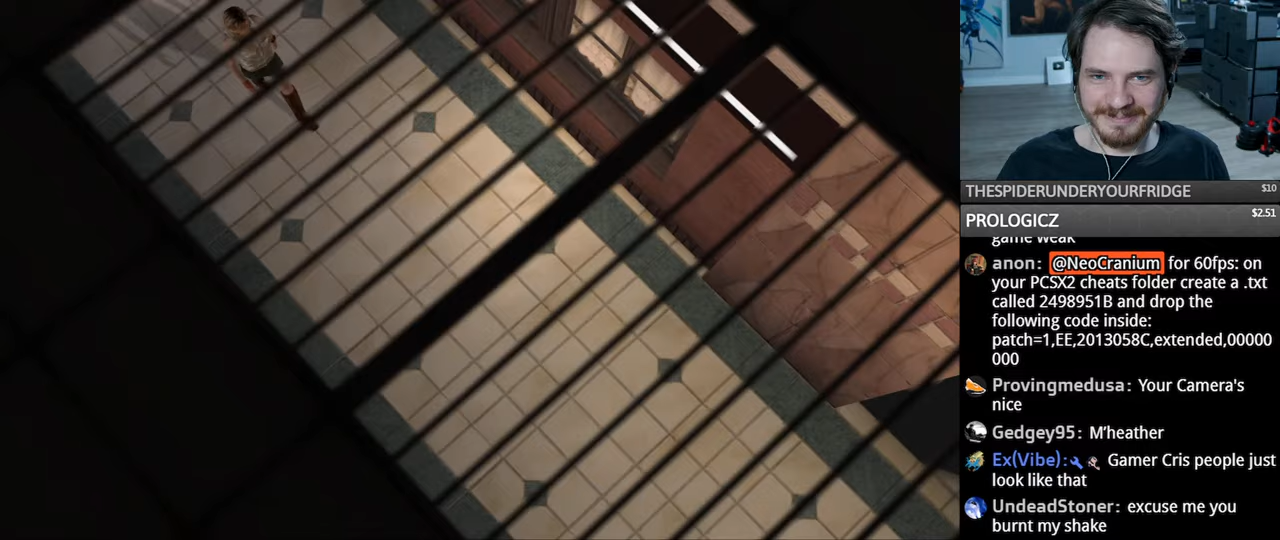 THESPIDERUNDERYOURFRIDGE $10
PROLOGICZ $2.51
game weak
anon: @NeoCranium for 60fps: on
your PCSX2 cheats folder create a .txt
called 2498951B and drop the
following code inside:
patch=1,EE,2013058C,extended,00000
000
Provingmedusa: Your Camera's
nice
Gedgey95: M'heather
Ex(Vibe): Gamer Cris people just
look like that
UndeadStoner: excuse me you
burnt my shake